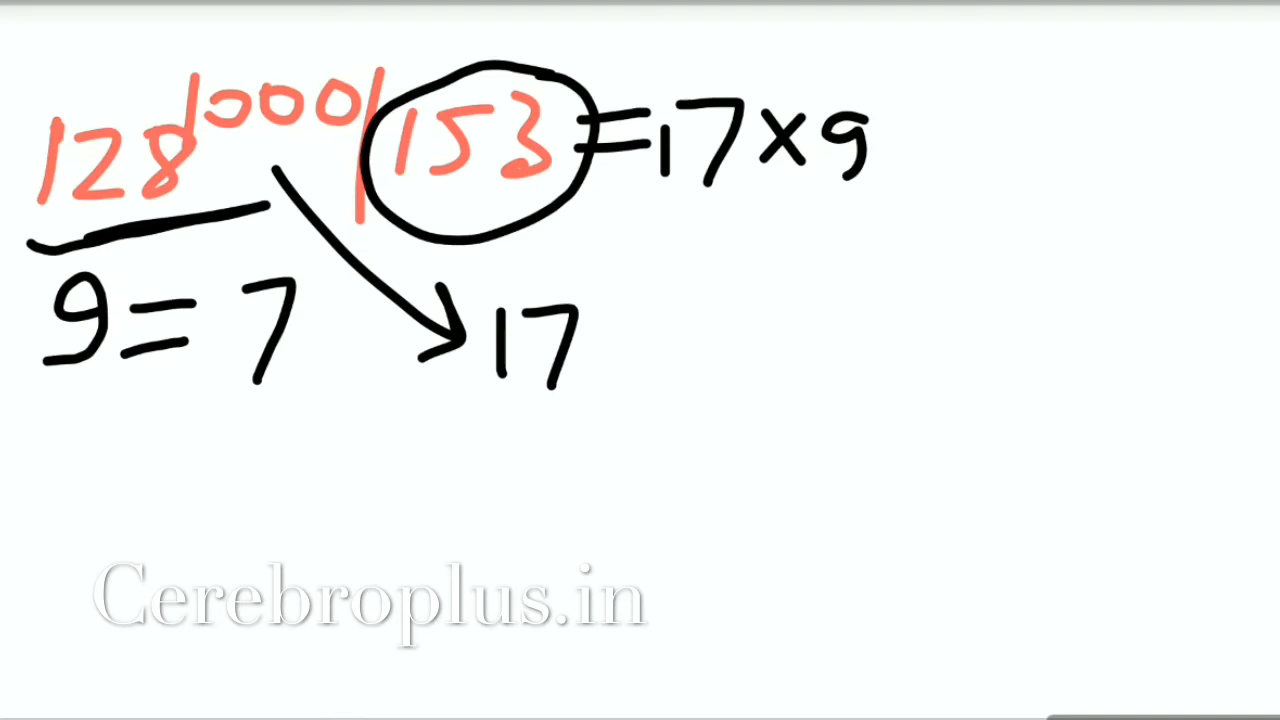 128^1000 / 153 = 17 x 9
9 = 7
17
Cerebroplus.in